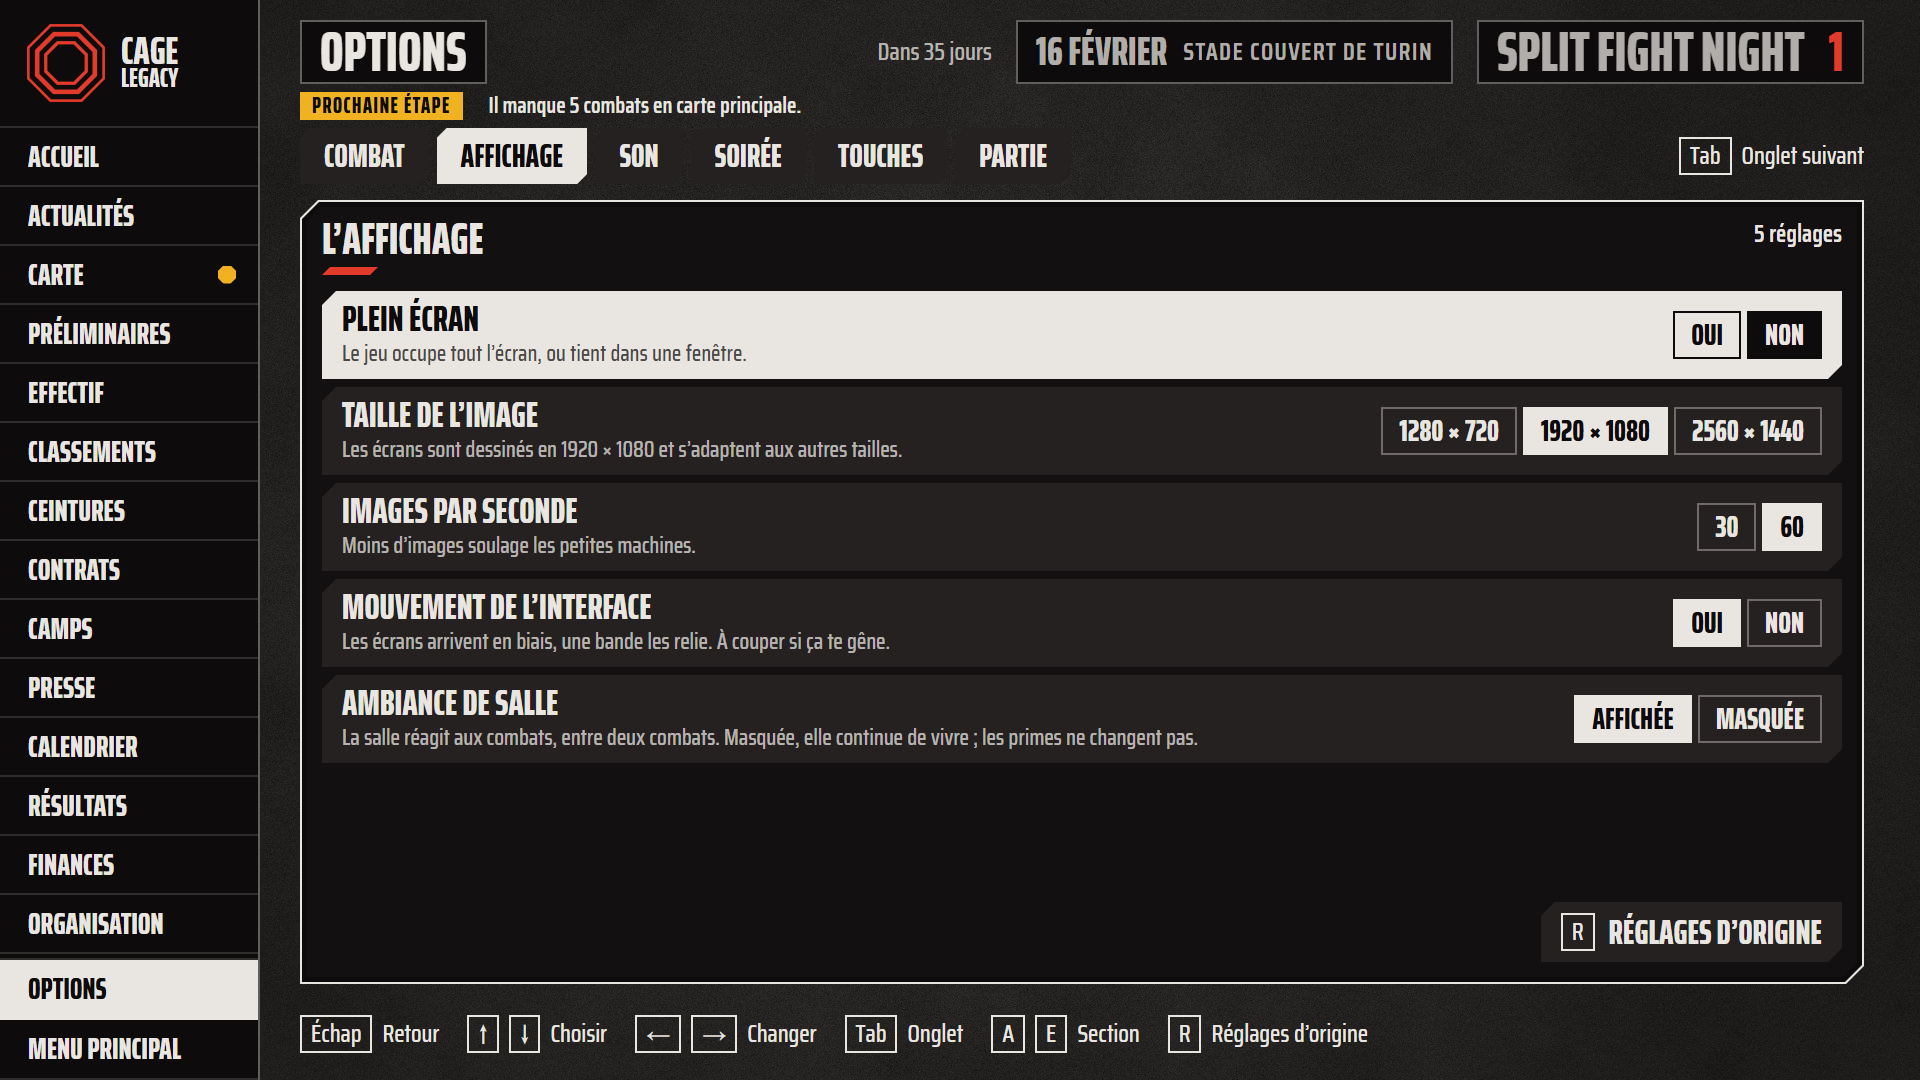 CAGE
LEGACY
ACCUEIL
ACTUALITÉS
CARTE
PRÉLIMINAIRES
EFFECTIF
CLASSEMENTS
CEINTURES
CONTRATS
CAMPS
PRESSE
CALENDRIER
RÉSULTATS
FINANCES
ORGANISATION
OPTIONS
MENU PRINCIPAL
OPTIONS
Dans 35 jours
16 FÉVRIER STADE COUVERT DE TURIN
SPLIT FIGHT NIGHT 1
PROCHAINE ÉTAPE Il manque 5 combats en carte principale.
COMBAT AFFICHAGE SON SOIRÉE TOUCHES PARTIE
Tab Onglet suivant
L’AFFICHAGE
5 réglages
PLEIN ÉCRAN
Le jeu occupe tout l’écran, ou tient dans une fenêtre.
OUI NON
TAILLE DE L’IMAGE
Les écrans sont dessinés en 1920 × 1080 et s’adaptent aux autres tailles.
1280 × 720 1920 × 1080 2560 × 1440
IMAGES PAR SECONDE
Moins d’images soulage les petites machines.
30 60
MOUVEMENT DE L’INTERFACE
Les écrans arrivent en biais, une bande les relie. À couper si ça te gêne.
OUI NON
AMBIANCE DE SALLE
La salle réagit aux combats, entre deux combats. Masquée, elle continue de vivre ; les primes ne changent pas.
AFFICHÉE MASQUÉE
R RÉGLAGES D’ORIGINE
Échap Retour ↑ ↓ Choisir ← → Changer Tab Onglet A E Section R Réglages d’origine